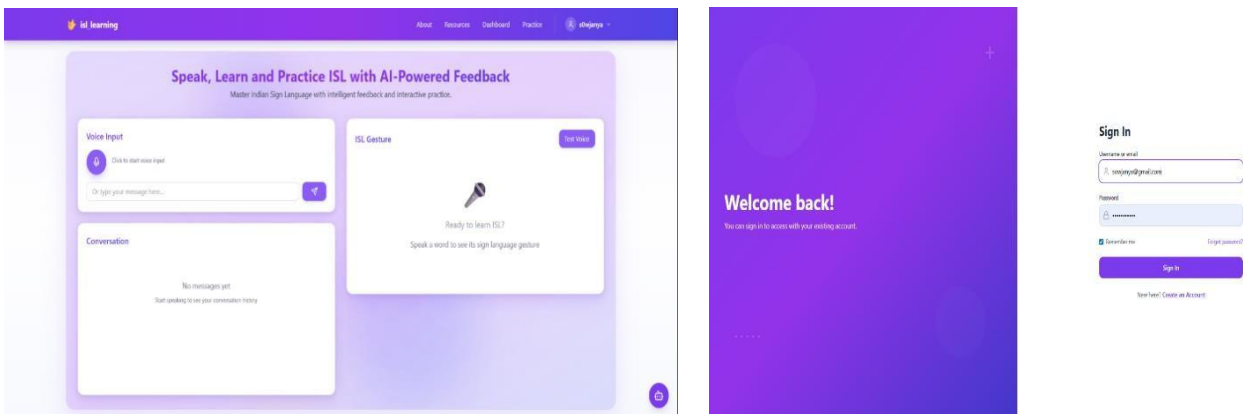 isl_learning
About Resources Dashboard Practice
Speak, Learn and Practice ISL with AI-Powered Feedback
Master Indian Sign Language with intelligent feedback and interactive practice.
Voice Input
Click to start voice input
Or type your message here...
Conversation
No messages yet
Start speaking to see your conversation history
ISL Gesture
Test Voice
Ready to learn ISL?
Speak a word to see its sign language gesture
Welcome back!
You can sign in to access with your existing account.
Sign In
Username or email
Password
Remember me
Forgot password?
Sign In
New here? Create an Account